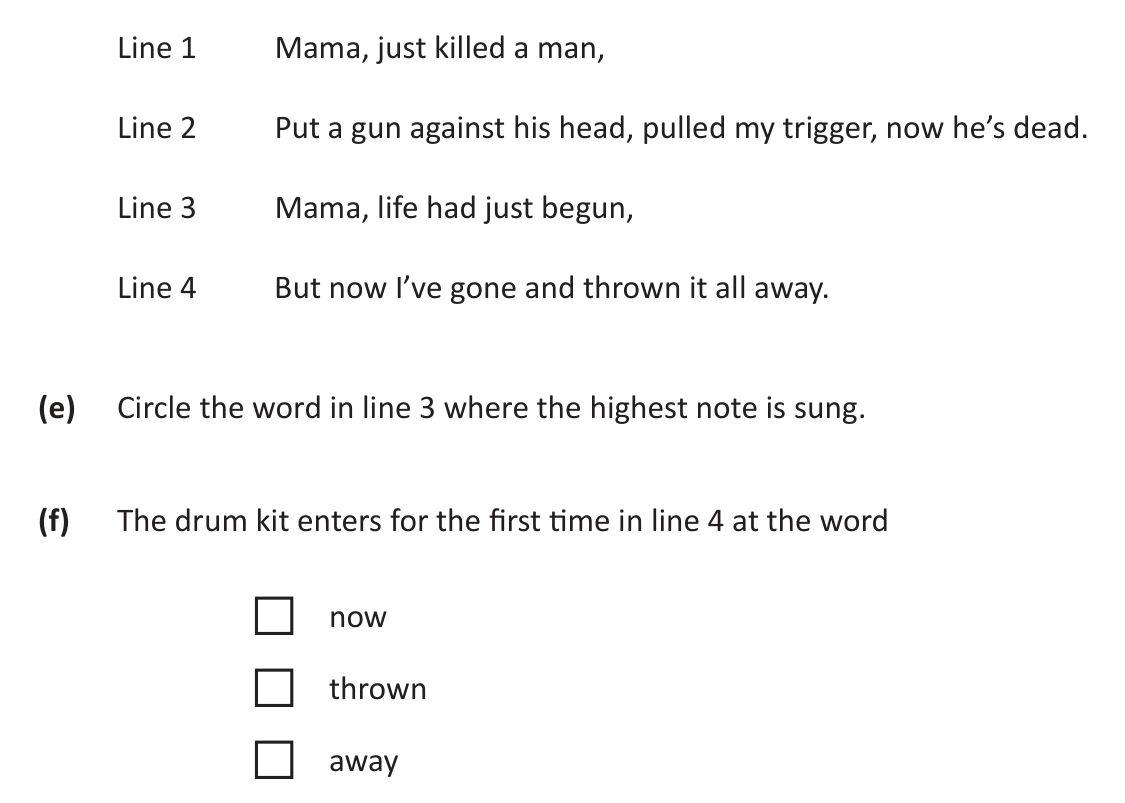 Line 1 Mama, just killed a man,
Line 2 Put a gun against his head, pulled my trigger, now he’s dead.
Line 3 Mama, life had just begun,
Line 4 But now I’ve gone and thrown it all away.
(e) Circle the word in line 3 where the highest note is sung.
(f) The drum kit enters for the first time in line 4 at the word
now
thrown
away